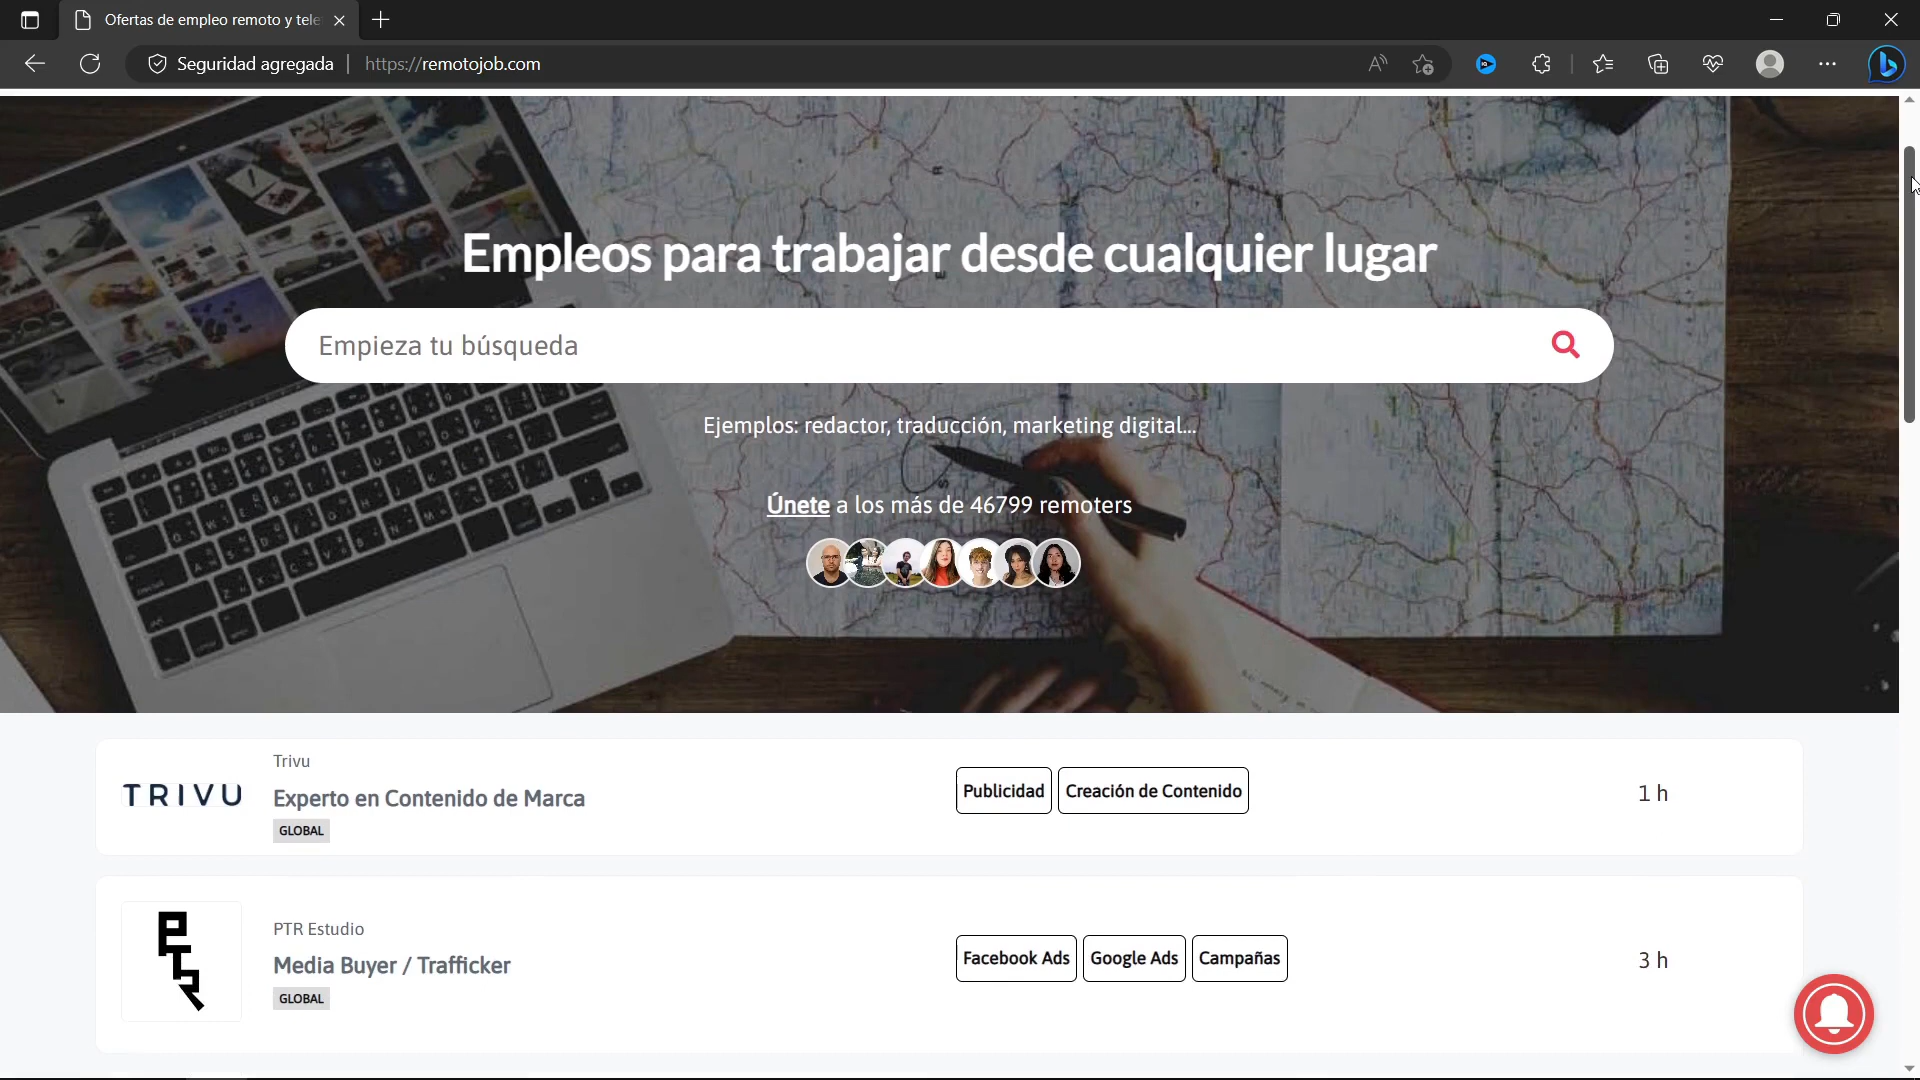 Ofertas de empleo remoto y tele
Seguridad agregada
https://remotojob.com
Empleos para trabajar desde cualquier lugar
Empieza tu búsqueda
Ejemplos: redactor, traducción, marketing digital...
Únete a los más de 46799 remoters
TRIVU
Trivu
Experto en Contenido de Marca
GLOBAL
Publicidad
Creación de Contenido
1 h
PTR
PTR Estudio
Media Buyer / Trafficker
GLOBAL
Facebook Ads
Google Ads
Campañas
3 h